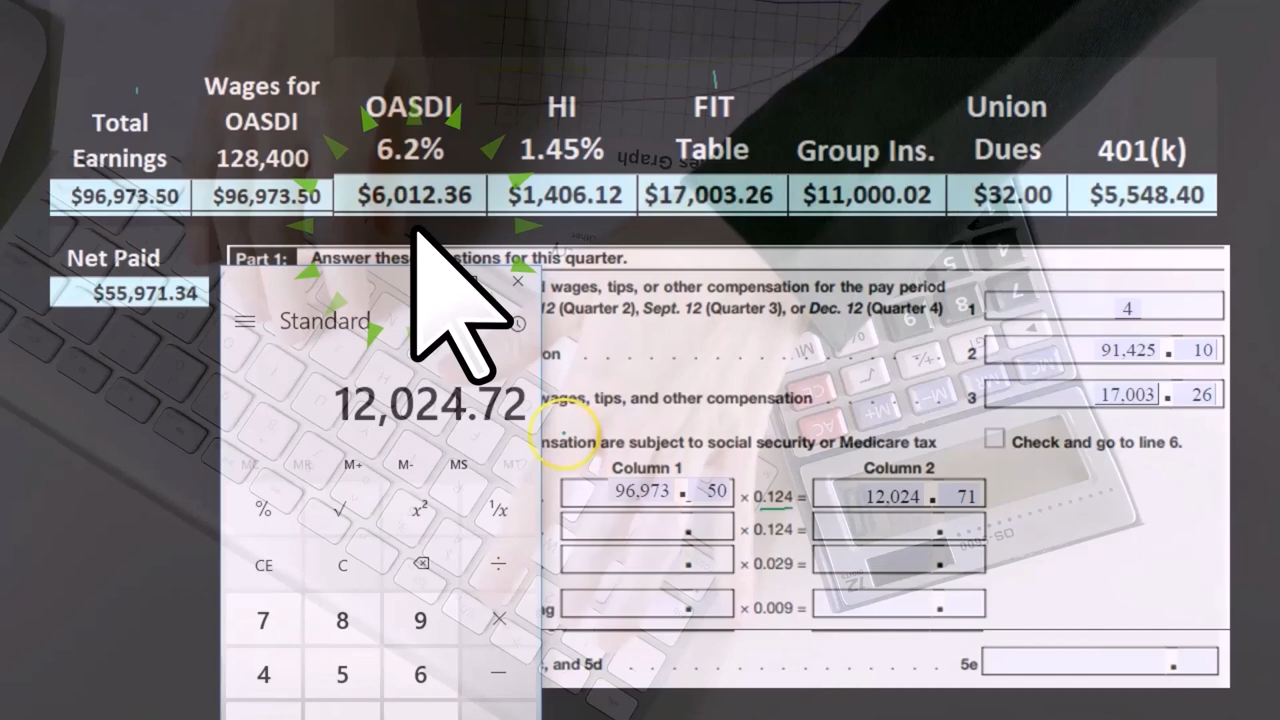 Total Earnings
Wages for OASDI 128,400
OASDI 6.2%
HI 1.45%
FIT Table
Group Ins.
Union Dues
401(k)
$96,973.50 $96,973.50 $6,012.36 $1,406.12 $17,003.26 $11,000.02 $32.00 $5,548.40
Net Paid
$55,971.34
Part 1: Answer these questions for this quarter.
wages, tips, or other compensation for the pay period
12 (Quarter 2), Sept. 12 (Quarter 3), or Dec. 12 (Quarter 4) 1 4
on . . . . . . . . . . . . . 2 91,425 . 10
wages, tips, and other compensation . . . . 3 17,003 . 26
nsation are subject to social security or Medicare tax Check and go to line 6.
Column 1 Column 2
96,973 . 50 × 0.124 = 12,024 . 71
. × 0.124 = .
. × 0.029 = .
. × 0.009 = .
, and 5d . . . . . . . . . . 5e .
Standard
12,024.72
MC MR M+ M- MS
% √ x² ¹/x
CE C ⌫ ÷
7 8 9 ×
4 5 6 −